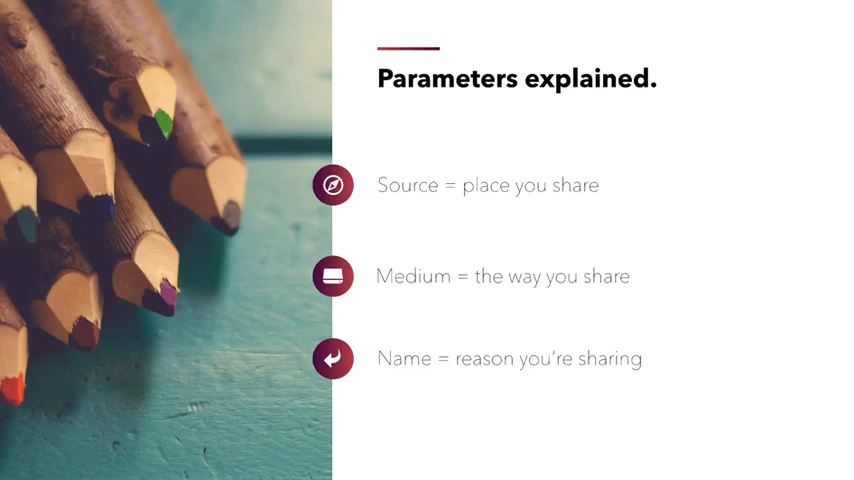 Parameters explained.
Source = place you share
Medium = the way you share
Name = reason you’re sharing